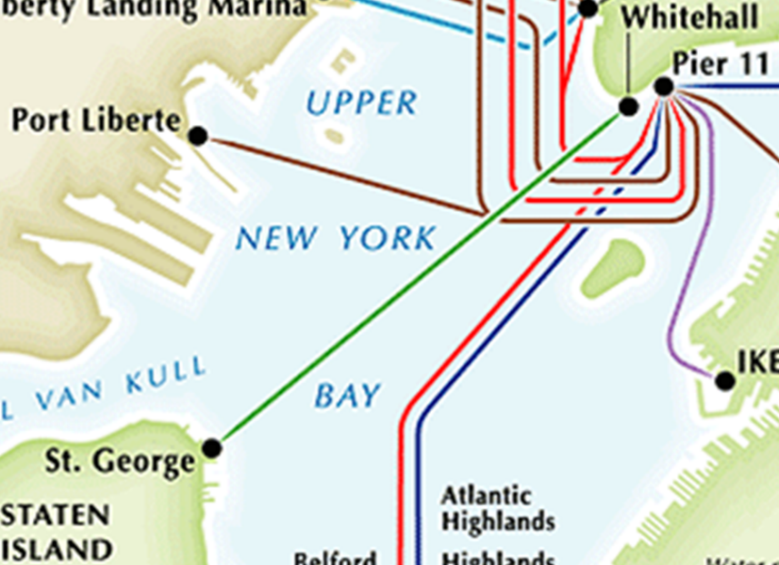 berty Landing Marina
Whitehall
Pier 11
UPPER
Port Liberte
NEW YORK
IKE
L VAN KULL
BAY
St. George
Atlantic
Highlands
STATEN
ISLAND
Belford
Highlands
Water